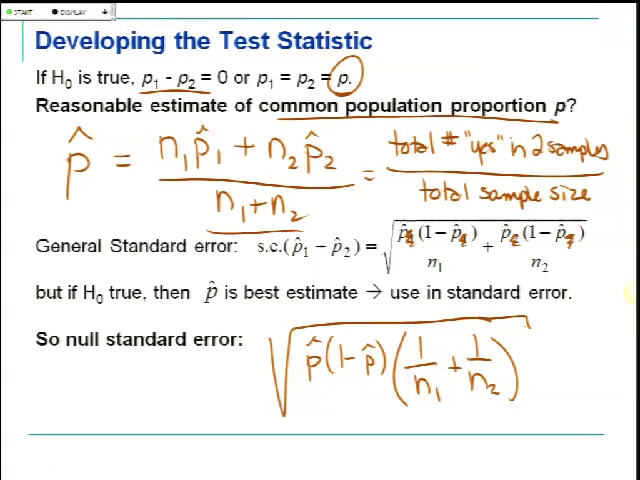 START DISPLAY
Developing the Test Statistic
If H₀ is true, p₁ - p₂ = 0 or p₁ = p₂ = p.
Reasonable estimate of common population proportion p?
p̂ = (n₁p̂₁ + n₂p̂₂) / (n₁+n₂) = total # "yes" in 2 samples / total sample size
General Standard error: s.e.(p̂₁ − p̂₂) = √(p̂₁(1− p̂₁) / n₁ + p̂₂(1− p̂₂) / n₂)
but if H₀ true, then p̂ is best estimate → use in standard error.
So null standard error: √(p̂(1-p̂)(1/n₁ + 1/n₂))